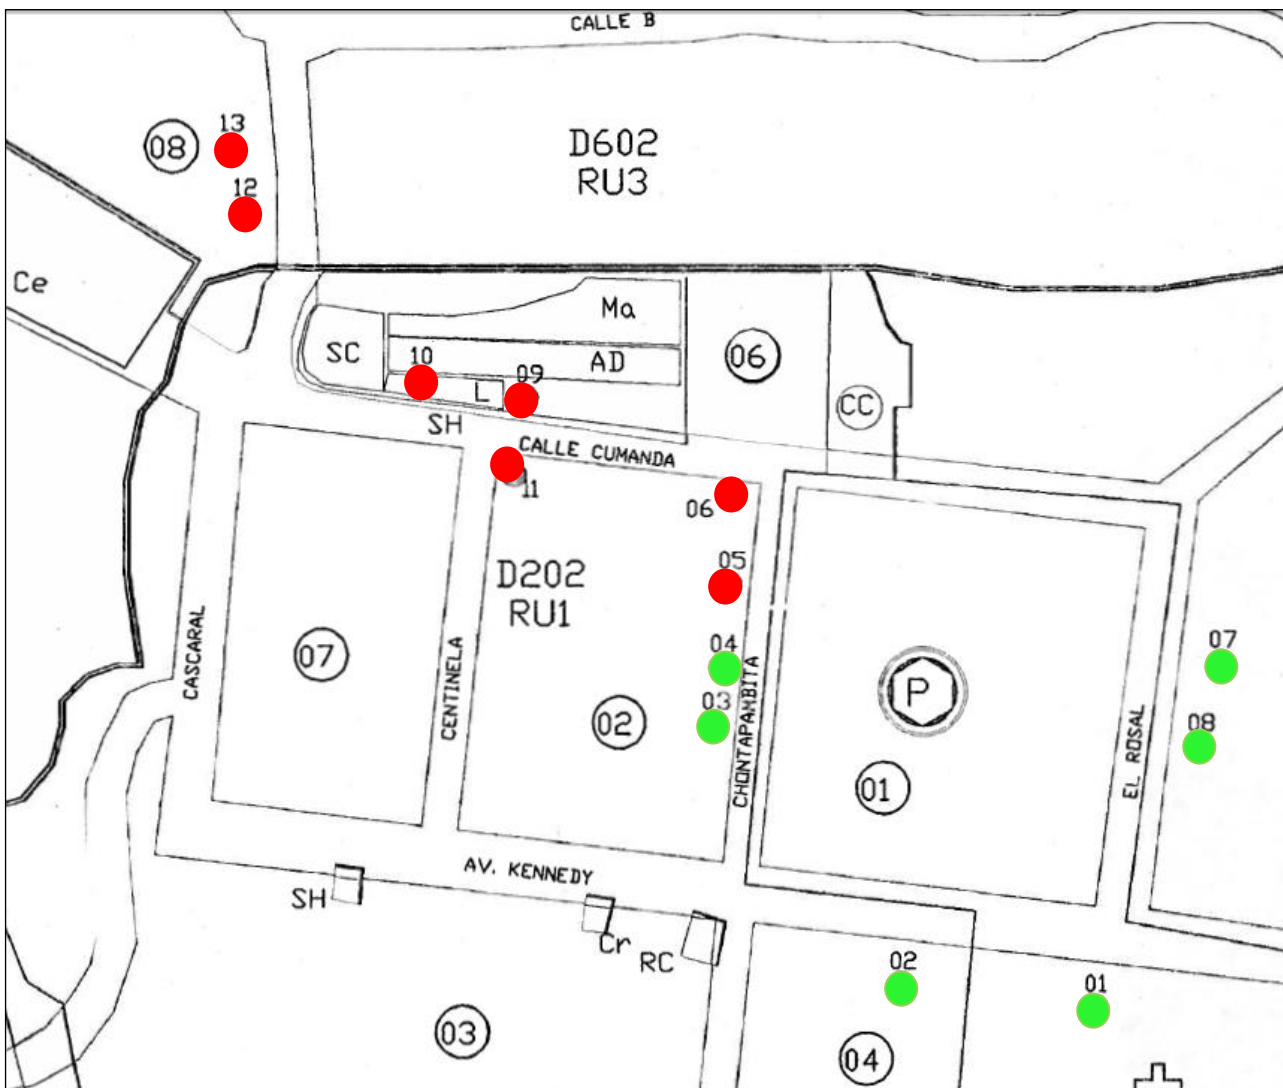 CALLE B
13
08
12
D602
RU3
Ce
Ma
SC
10
AD
06
09
L
CC
SH
CALLE CUMANDA
11
06
D202
RU1
05
CASCARAL
CENTINELA
07
04
03
02
CHONTAPAMBITA
P
01
EL ROSAL
07
08
AV. KENNEDY
SH
Cr
RC
02
01
03
04